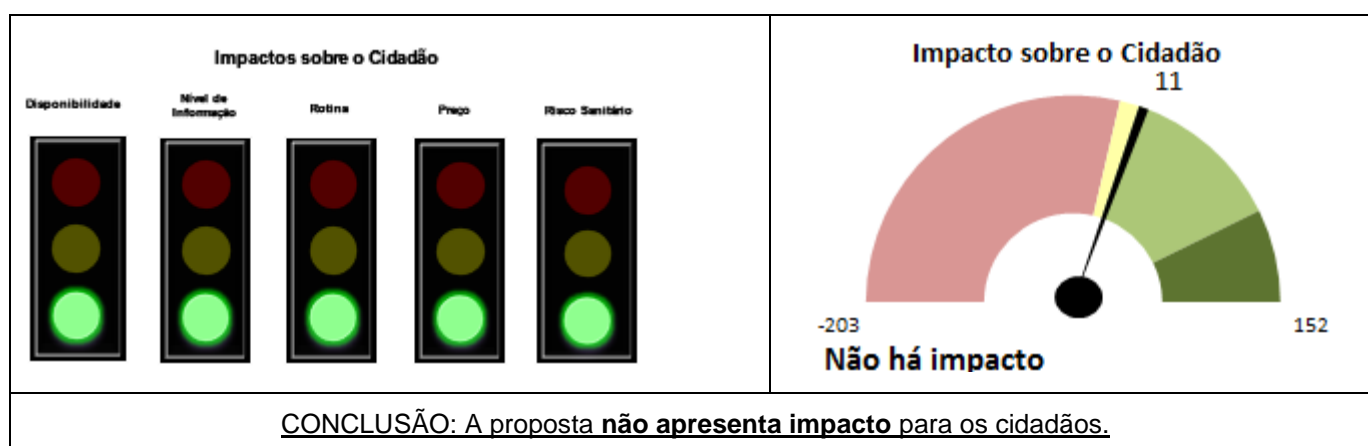 Impactos sobre o Cidadão
Disponibilidade
Nível de
Informação
Rotina
Preço
Risco Sanitário
Impacto sobre o Cidadão
11
-203
152
Não há impacto
CONCLUSÃO: A proposta não apresenta impacto para os cidadãos.